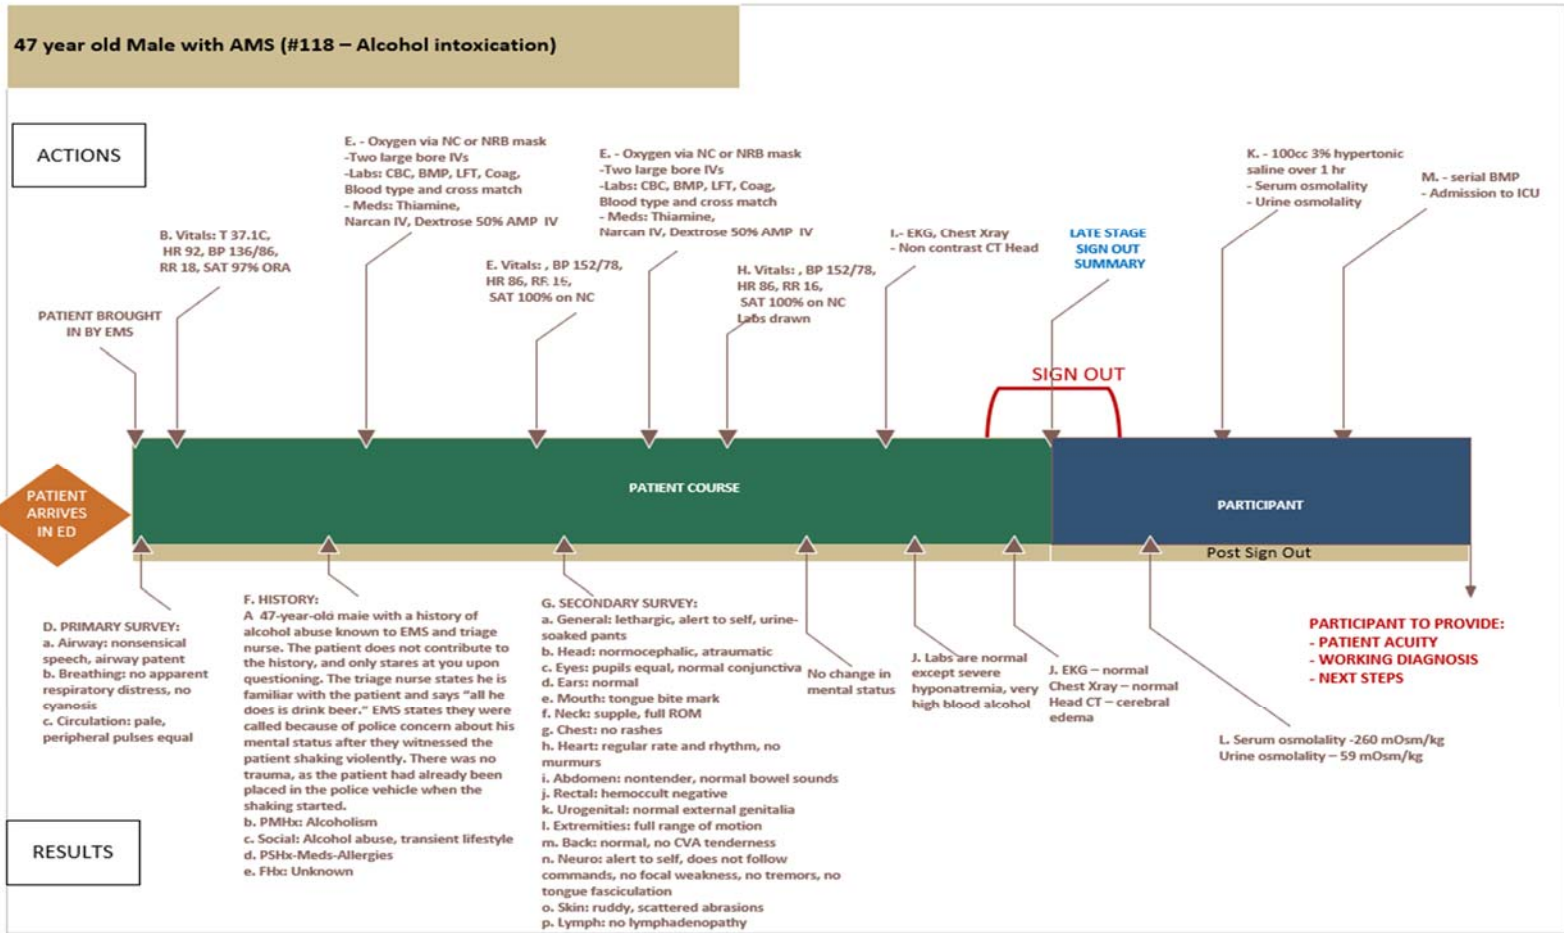 47 year old Male with AMS (#118 – Alcohol intoxication)
ACTIONS
PATIENT BROUGHT
IN BY EMS
B. Vitals: T 37.1C,
HR 92, BP 136/86,
RR 18, SAT 97% ORA
E. - Oxygen via NC or NRB mask
-Two large bore IVs
-Labs: CBC, BMP, LFT, Coag,
Blood type and cross match
- Meds: Thiamine,
Narcan IV, Dextrose 50% AMP IV
E. Vitals: , BP 152/78,
HR 86, RR 16,
SAT 100% on NC
E. - Oxygen via NC or NRB mask
-Two large bore IVs
-Labs: CBC, BMP, LFT, Coag,
Blood type and cross match
- Meds: Thiamine,
Narcan IV, Dextrose 50% AMP IV
H. Vitals: , BP 152/78,
HR 86, RR 16,
SAT 100% on NC
Labs drawn
I.- EKG, Chest Xray
- Non contrast CT Head
LATE STAGE
SIGN OUT
SUMMARY
K. - 100cc 3% hypertonic
saline over 1 hr
- Serum osmolality
- Urine osmolality
M. - serial BMP
- Admission to ICU
SIGN OUT
PATIENT
ARRIVES
IN ED
PATIENT COURSE
PARTICIPANT
Post Sign Out
D. PRIMARY SURVEY:
a. Airway: nonsensical
speech, airway patent
b. Breathing: no apparent
respiratory distress, no
cyanosis
c. Circulation: pale,
peripheral pulses equal
F. HISTORY:
A 47-year-old male with a history of
alcohol abuse known to EMS and triage
nurse. The patient does not contribute to
the history, and only stares at you upon
questioning. The triage nurse states he is
familiar with the patient and says "all he
does is drink beer." EMS states they were
called because of police concern about his
mental status after they witnessed the
patient shaking violently. There was no
trauma, as the patient had already been
placed in the police vehicle when the
shaking started.
b. PMHx: Alcoholism
c. Social: Alcohol abuse, transient lifestyle
d. PSHx-Meds-Allergies
e. FHx: Unknown
G. SECONDARY SURVEY:
a. General: lethargic, alert to self, urine-
soaked pants
b. Head: normocephalic, atraumatic
c. Eyes: pupils equal, normal conjunctiva
d. Ears: normal
e. Mouth: tongue bite mark
f. Neck: supple, full ROM
g. Chest: no rashes
h. Heart: regular rate and rhythm, no
murmurs
i. Abdomen: nontender, normal bowel sounds
j. Rectal: hemoccult negative
k. Urogenital: normal external genitalia
l. Extremities: full range of motion
m. Back: normal, no CVA tenderness
n. Neuro: alert to self, does not follow
commands, no focal weakness, no tremors, no
tongue fasciculation
o. Skin: ruddy, scattered abrasions
p. Lymph: no lymphadenopathy
No change in
mental status
J. Labs are normal
except severe
hyponatremia, very
high blood alcohol
J. EKG – normal
Chest Xray – normal
Head CT – cerebral
edema
L. Serum osmolality -260 mOsm/kg
Urine osmolality – 59 mOsm/kg
PARTICIPANT TO PROVIDE:
- PATIENT ACUITY
- WORKING DIAGNOSIS
- NEXT STEPS
RESULTS